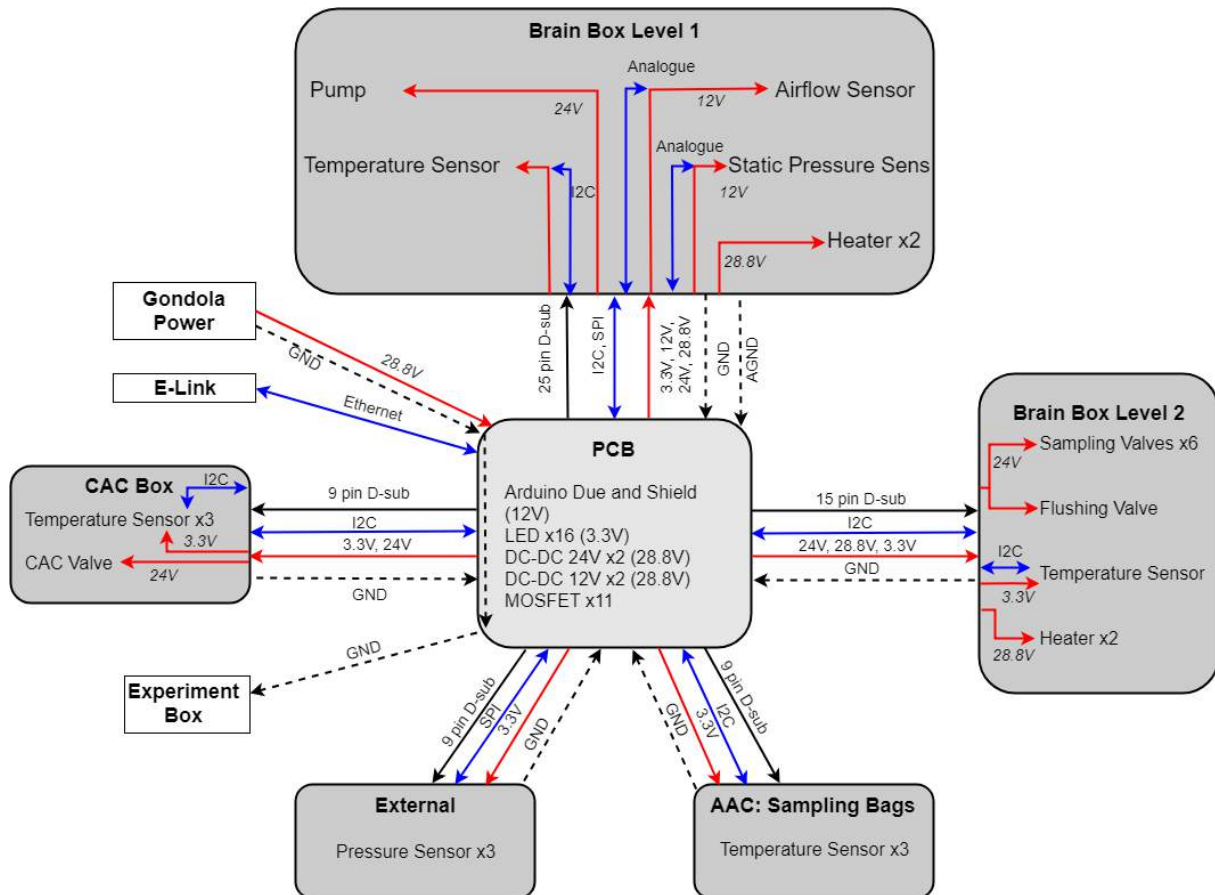 Brain Box Level 1
Pump
24V
Analogue
12V
Airflow Sensor
Temperature Sensor
I2C
Analogue
Static Pressure Sens
12V
Heater x2
28.8V
Gondola
Power
GND
28.8V
E-Link
Ethernet
25 pin D-sub
I2C, SPI
3.3V, 12V,
24V, 28.8V
GND
AGND
PCB
Arduino Due and Shield
(12V)
LED x16 (3.3V)
DC-DC 24V x2 (28.8V)
DC-DC 12V x2 (28.8V)
MOSFET x11
CAC Box
I2C
Temperature Sensor x3
3.3V
CAC Valve
24V
9 pin D-sub
I2C
3.3V, 24V
GND
15 pin D-sub
I2C
24V, 28.8V, 3.3V
GND
Brain Box Level 2
Sampling Valves x6
24V
Flushing Valve
I2C
Temperature Sensor
3.3V
Heater x2
28.8V
GND
Experiment
Box
9 pin D-sub
SPI
3.3V
GND
GND
3.3V
I2C
9 pin D-sub
External
Pressure Sensor x3
AAC: Sampling Bags
Temperature Sensor x3